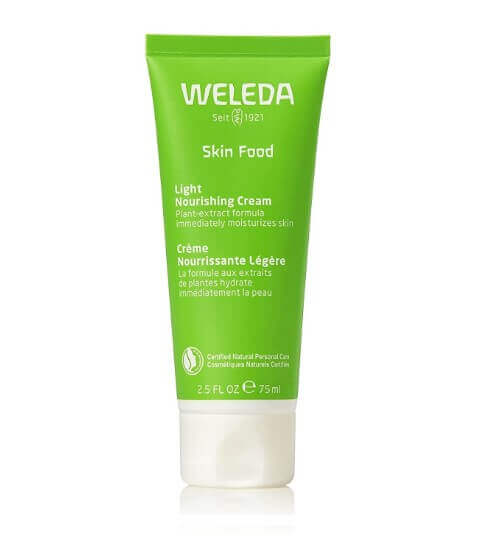 WELEDA
Seit 1921
Skin Food
Light
Nourishing Cream
Plant-extract formula
immediately moisturizes skin
Crème
Nourrissante Légère
La formule aux extraits
de plantes hydrate
immédiatement la peau
Certified Natural Personal Care
Cosmétiques Naturels Certifiés
2.5 FL OZ ℮ 75 ml